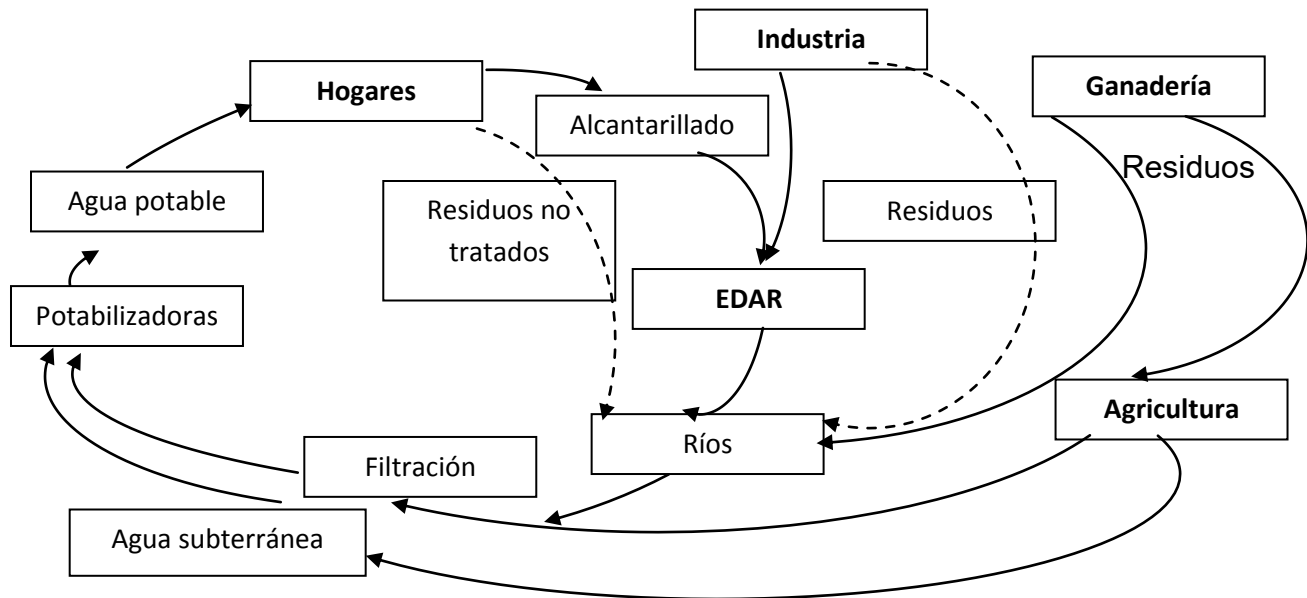 Industria
Hogares
Ganadería
Alcantarillado
Residuos
Agua potable
Residuos no
tratados
Residuos
EDAR
Potabilizadoras
Agricultura
Ríos
Filtración
Agua subterránea